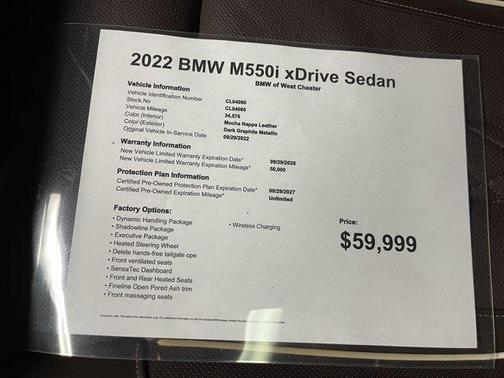 2022 BMW M550i xDrive Sedan
BMW of West Chester
Vehicle Information
Vehicle Identification Number CL04080
Stock No CL04080
Vehicle Mileage 34,576
Color (Interior) Mocha Nappa Leather
Color (Exterior) Dark Graphite Metallic
Original Vehicle In-Service Date 09/29/2022
Warranty Information
New Vehicle Limited Warranty Expiration Date* 09/29/2026
New Vehicle Limited Warranty Expiration Mileage* 50,000
Protection Plan Information
Certified Pre-Owned Protection Plan Expiration Date* 09/29/2027
Certified Pre-Owned Expiration Mileage* Unlimited
Factory Options:
• Dynamic Handling Package
• Shadowline Package
• Executive Package
• Heated Steering Wheel
• Delete hands-free tailgate ope
• Front ventilated seats
• SensaTec Dashboard
• Front and Rear Heated Seats
• Fineline Open Pored Ash trim
• Front massaging seats
• Wireless Charging
Price:
$59,999